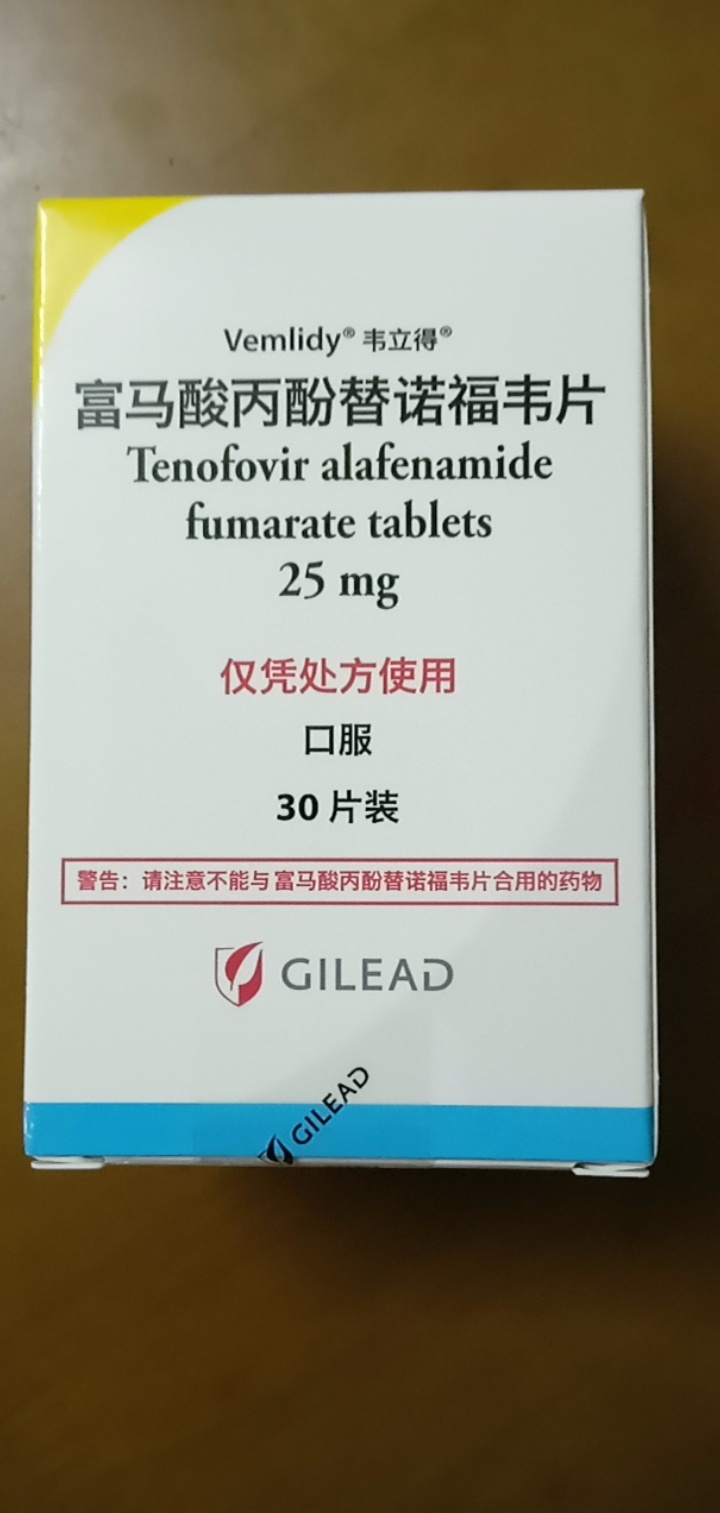 Vemlidy® 韦立得®
富马酸丙酚替诺福韦片
Tenofovir alafenamide
fumarate tablets
25 mg
仅凭处方使用
口服
30 片装
警告：请注意不能与富马酸丙酚替诺福韦片合用的药物
GILEAD
GILEAD